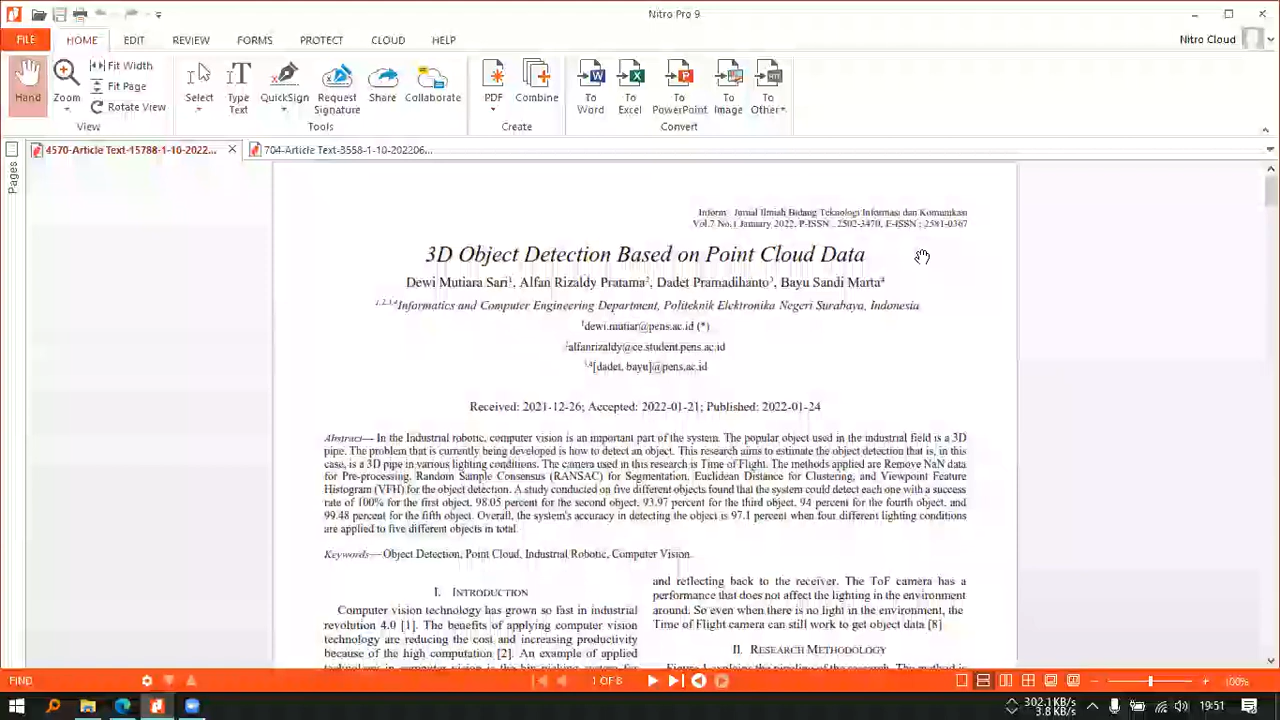 Nitro Pro 9
FILE HOME EDIT REVIEW FORMS PROTECT CLOUD HELP
Nitro Cloud
Hand
Zoom
Fit Width
Fit Page
Rotate View
View
Select
Type Text
QuickSign
Request Signature
Share
Collaborate
Tools
PDF
Combine
Create
To Word
To Excel
To PowerPoint
To Image
To Other
Convert
4570-Article Text-15788-1-10-2022...
704-Article Text-3558-1-10-202206...
Pages
Inform : Jurnal Ilmiah Bidang Teknologi Informasi dan Komunikasi
Vol.7 No.1 January 2022, P-ISSN : 2502-3470, E-ISSN : 2581-0367
3D Object Detection Based on Point Cloud Data
Dewi Mutiara Sari¹, Alfan Rizaldy Pratama², Dadet Pramadihanto³, Bayu Sandi Marta⁴
¹,²,³,⁴Informatics and Computer Engineering Department, Politeknik Elektronika Negeri Surabaya, Indonesia
¹dewi.mutiar@pens.ac.id (*)
²alfanrizaldy@ce.student.pens.ac.id
³,⁴[dadet, bayu]@pens.ac.id
Received: 2021-12-26; Accepted: 2022-01-21; Published: 2022-01-24
Abstract— In the Industrial robotic, computer vision is an important part of the system. The popular object used in the industrial field is a 3D
pipe. The problem that is currently being developed is how to detect an object. This research aims to estimate the object detection that is, in this
case, is a 3D pipe in various lighting conditions. The camera used in this research is Time of Flight. The methods applied are Remove NaN data
for Pre-processing, Random Sample Consensus (RANSAC) for Segmentation, Euclidean Distance for Clustering, and Viewpoint Feature
Histogram (VFH) for the object detection. A study conducted on five different objects found that the system could detect each one with a success
rate of 100% for the first object, 98.05 percent for the second object, 93.97 percent for the third object, 94 percent for the fourth object, and
99.48 percent for the fifth object. Overall, the system's accuracy in detecting the object is 97.1 percent when four different lighting conditions
are applied to five different objects in total.
Keywords— Object Detection, Point Cloud, Industrial Robotic, Computer Vision.
I. INTRODUCTION
Computer vision technology has grown so fast in industrial
revolution 4.0 [1]. The benefits of applying computer vision
technology are reducing the cost and increasing productivity
because of the high computation [2]. An example of applied
technology in computer vision is the bin picking system for
and reflecting back to the receiver. The ToF camera has a
performance that does not affect the lighting in the environment
around. So even when there is no light in the environment, the
Time of Flight camera can still work to get object data [8]
II. RESEARCH METHODOLOGY
Figure 1 explains the pipeline of the research. The method is
FIND
1 OF 8
100%
302.1 KB/s
3.8 KB/s
19:51